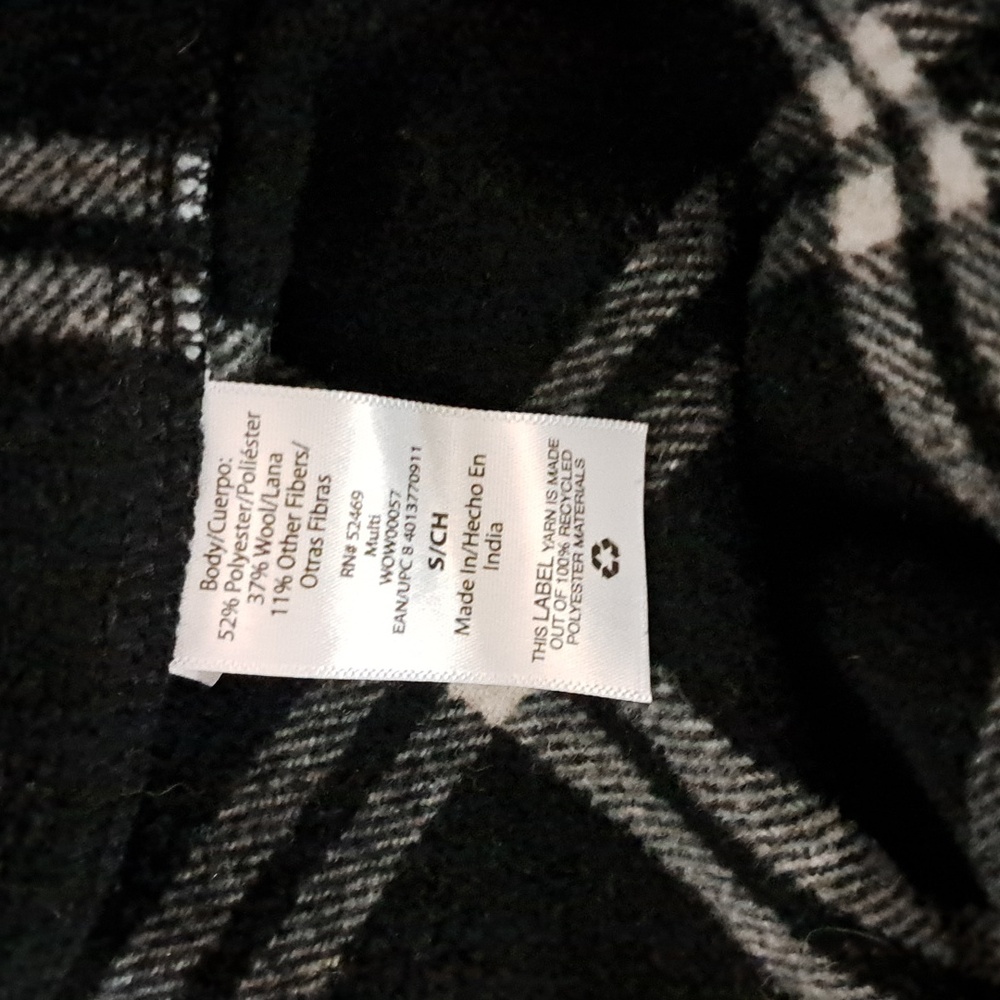 Body/Cuerpo:
52% Polyester/Poliéster
37% Wool/Lana
11% Other Fibers/
Otras Fibras
RN# 52469
Multi
WOW00057
EAN/UPC 8 40137770911
S/CH
Made In/Hecho En
India
THIS LABEL YARN IS MADE
OUT OF 100% RECYCLED
POLYESTER MATERIALS